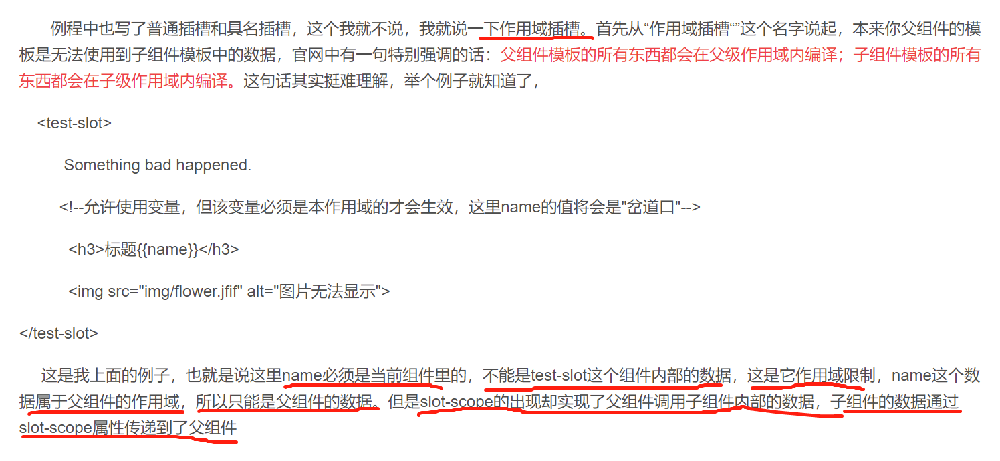 例程中也写了普通插槽和具名插槽，这个我就不说，我就说一下作用域插槽。首先从“作用域插槽“”这个名字说起，本来你父组件的模
板是无法使用到子组件模板中的数据，官网中有一句特别强调的话：父组件模板的所有东西都会在父级作用域内编译；子组件模板的所有
东西都会在子级作用域内编译。这句话其实挺难理解，举个例子就知道了，
<test-slot>
Something bad happened.
<!--允许使用变量，但该变量必须是本作用域的才会生效，这里name的值将会是"岔道口"-->
<h3>标题{{name}}</h3>
<img src="img/flower.jfif" alt="图片无法显示">
</test-slot>
这是我上面的例子，也就是说这里name必须是当前组件里的，不能是test-slot这个组件内部的数据，这是它作用域限制，name这个数
据属于父组件的作用域，所以只能是父组件的数据。但是slot-scope的出现却实现了父组件调用子组件内部的数据，子组件的数据通过
slot-scope属性传递到了父组件